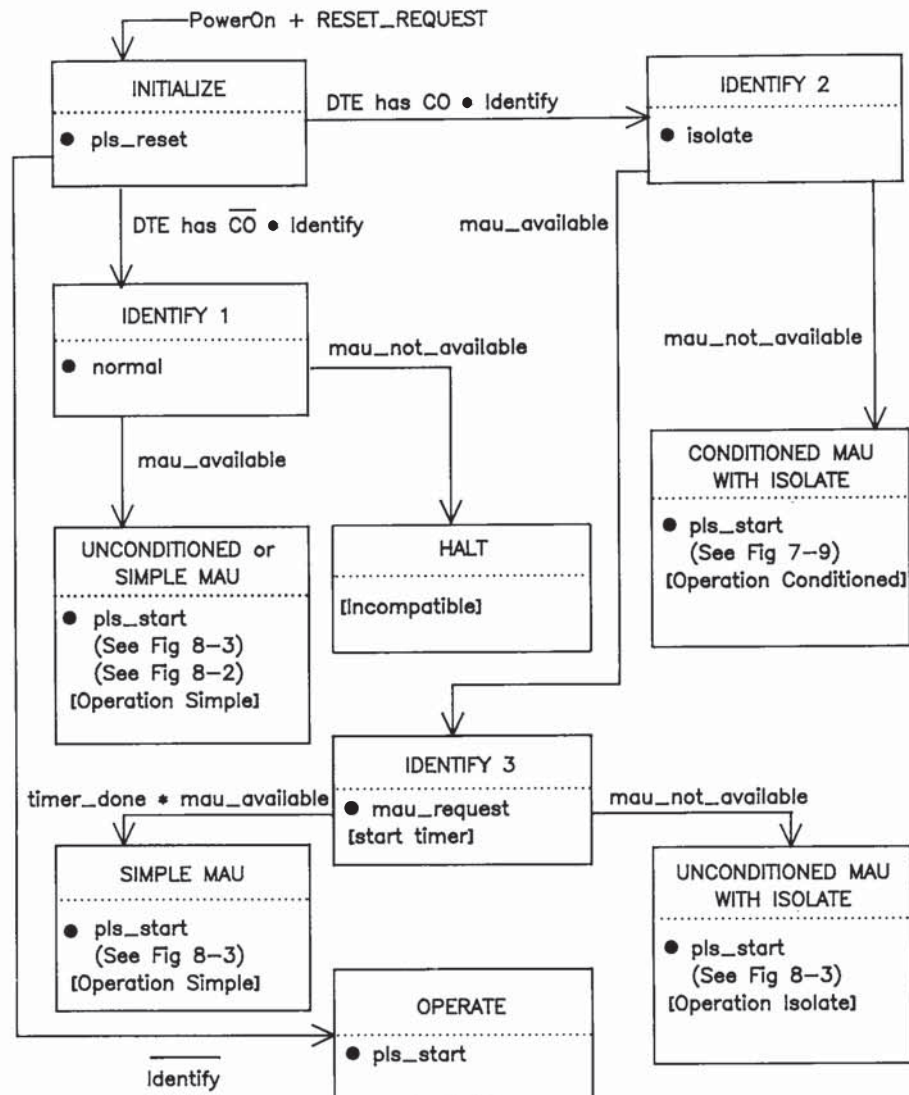 PowerOn + RESET_REQUEST
INITIALIZE
● pls_reset
DTE has CO ● Identify
IDENTIFY 2
● isolate
DTE has C̅O̅ ● Identify
mau_available
IDENTIFY 1
● normal
mau_not_available
mau_not_available
mau_available
CONDITIONED MAU
WITH ISOLATE
● pls_start
(See Fig 7–9)
[Operation Conditioned]
UNCONDITIONED or
SIMPLE MAU
● pls_start
(See Fig 8–3)
(See Fig 8–2)
[Operation Simple]
HALT
[Incompatible]
IDENTIFY 3
● mau_request
[start timer]
timer_done * mau_available
mau_not_available
SIMPLE MAU
● pls_start
(See Fig 8–3)
[Operation Simple]
UNCONDITIONED MAU
WITH ISOLATE
● pls_start
(See Fig 8–3)
[Operation Isolate]
OPERATE
● pls_start
I̅d̅e̅n̅t̅i̅f̅y̅